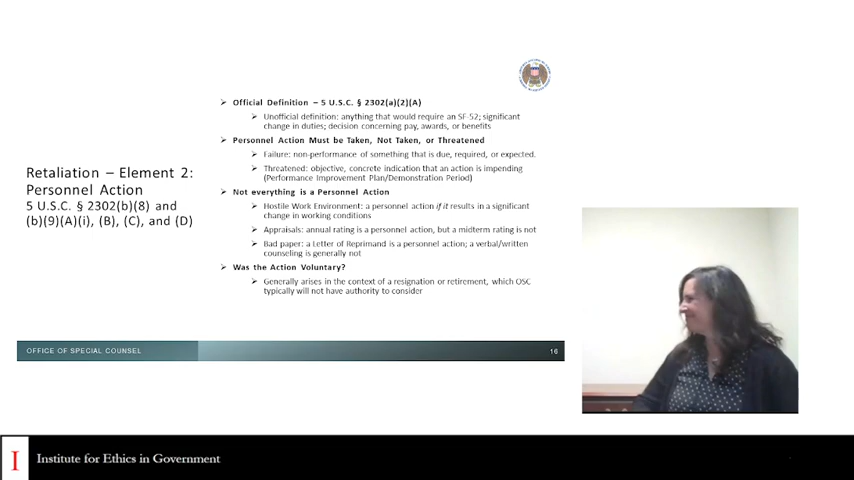 Retaliation – Element 2:
Personnel Action
5 U.S.C. § 2302(b)(8) and
(b)(9)(A)(i), (B), (C), and (D)
Official Definition – 5 U.S.C. § 2302(a)(2)(A)
Unofficial definition: anything that would require an SF-52; significant
change in duties; decision concerning pay, awards, or benefits
Personnel Action Must be Taken, Not Taken, or Threatened
Failure: non-performance of something that is due, required, or expected.
Threatened: objective, concrete indication that an action is impending
(Performance Improvement Plan/Demonstration Period)
Not everything is a Personnel Action
Hostile Work Environment: a personnel action if it results in a significant
change in working conditions
Appraisals: annual rating is a personnel action, but a midterm rating is not
Bad paper: a Letter of Reprimand is a personnel action; a verbal/written
counseling is generally not
Was the Action Voluntary?
Generally arises in the context of a resignation or retirement, which OSC
typically will not have authority to consider
OFFICE OF SPECIAL COUNSEL
16
I
Institute for Ethics in Government